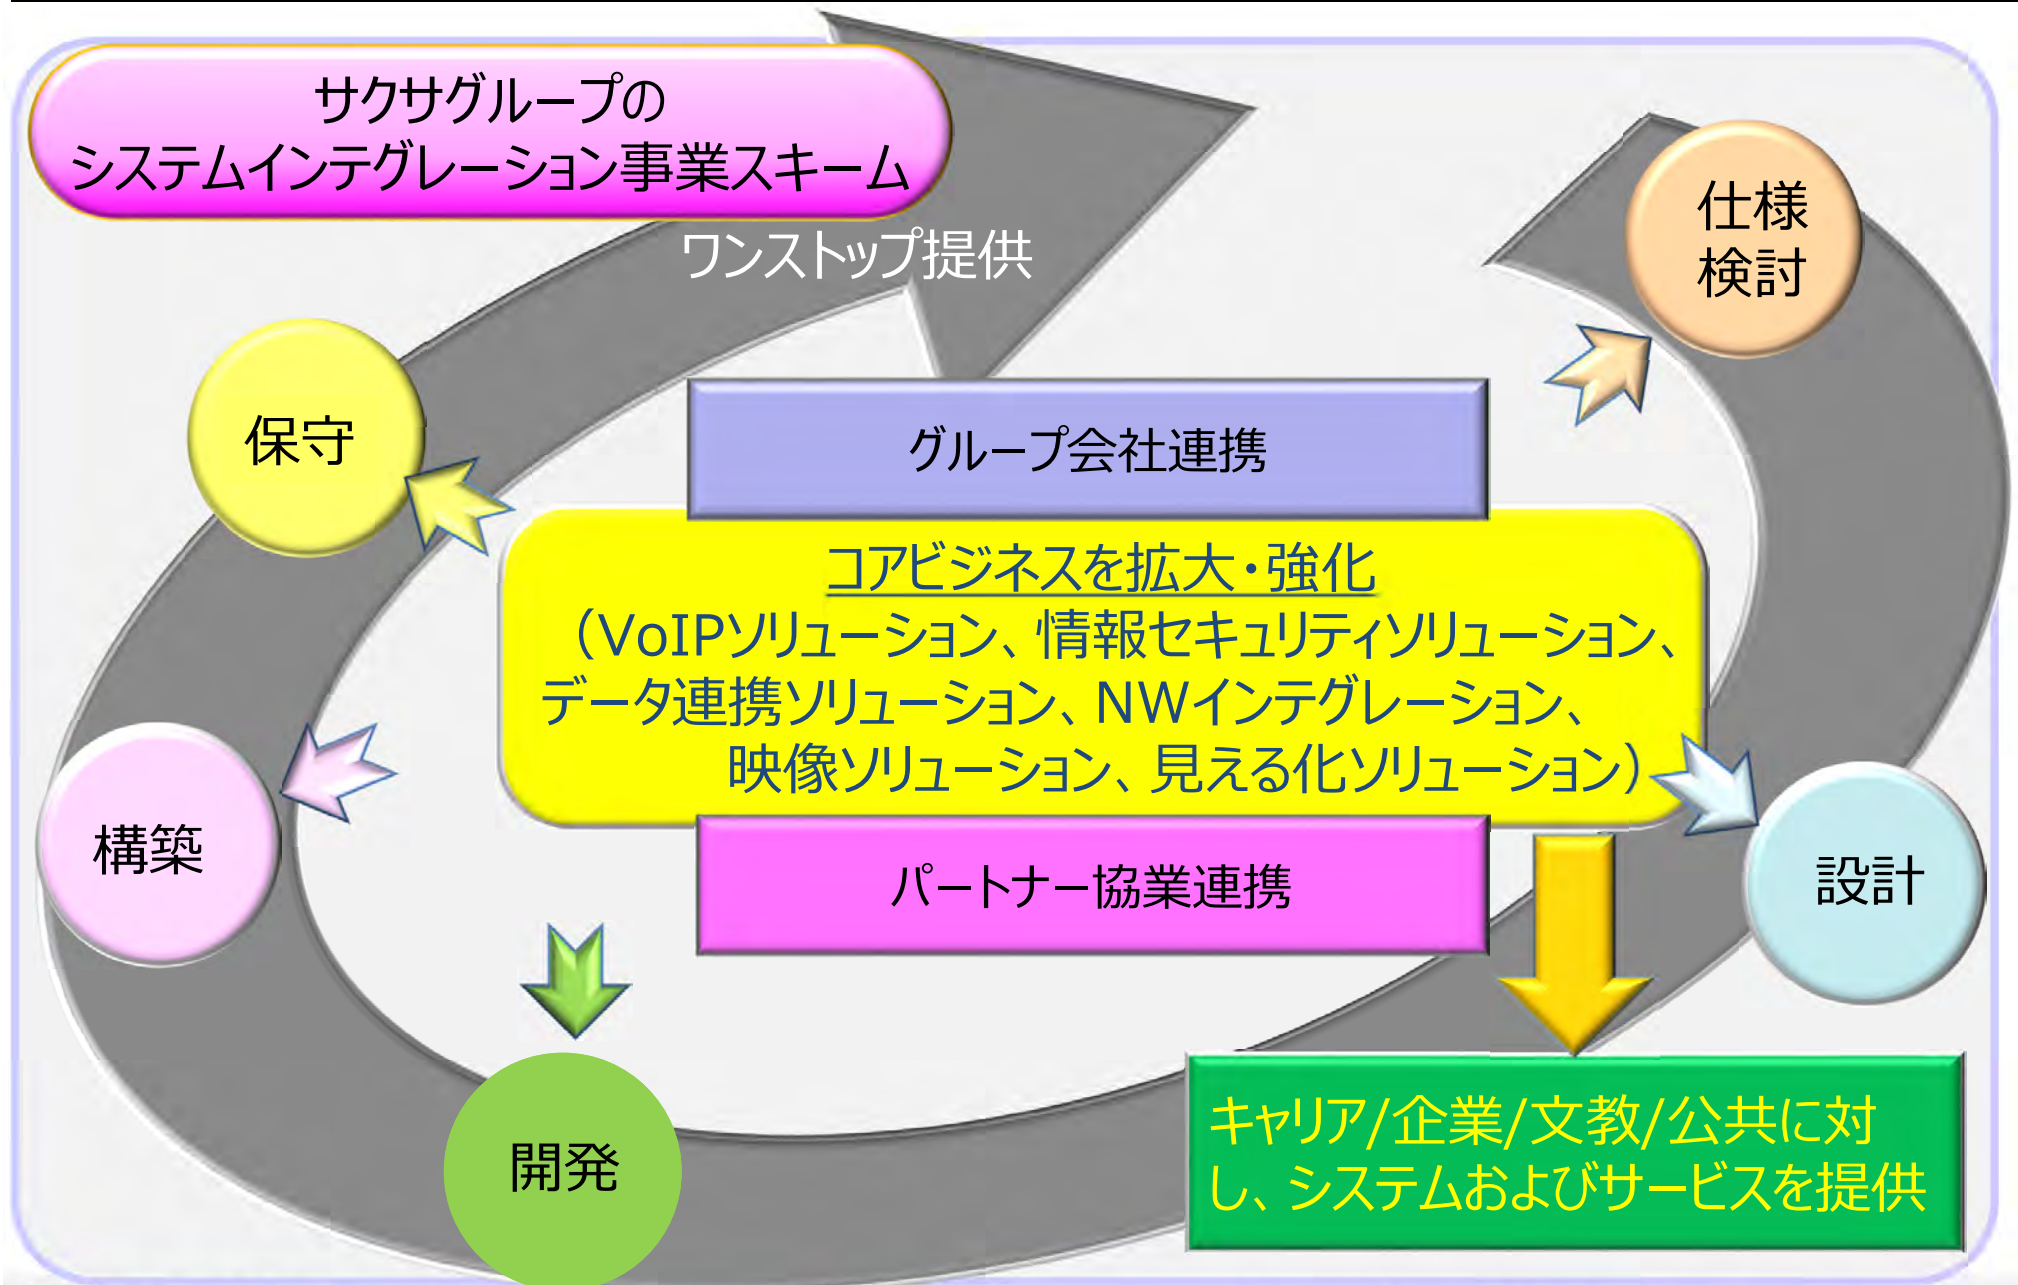 サクサグループの
システムインテグレーション事業スキーム
ワンストップ提供
仕様
検討
保守
グループ会社連携
コアビジネスを拡大・強化
（VoIPソリューション、情報セキュリティソリューション、
データ連携ソリューション、NWインテグレーション、
映像ソリューション、見える化ソリューション）
構築
パートナー協業連携
設計
開発
キャリア/企業/文教/公共に対
し、システムおよびサービスを提供